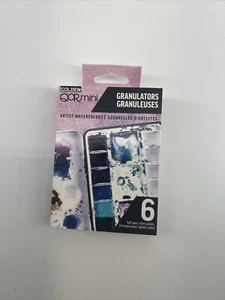 GOLDEN
QoRmini
GRANULATORS
GRANULEUSES
ARTIST WATERCOLORS / AQUARELLES D'ARTISTES
6